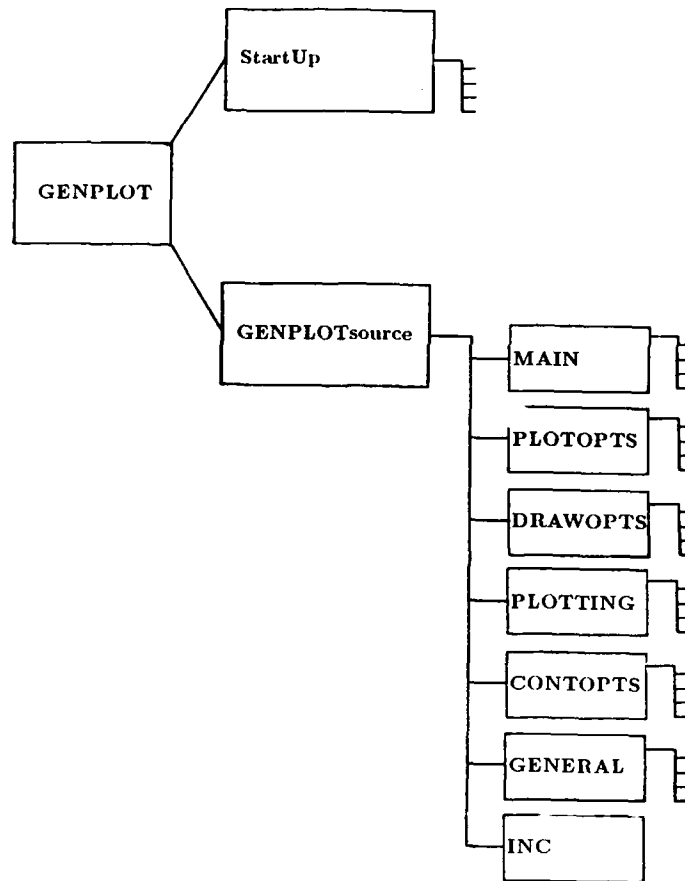 StartUp
GENPLOT
GENPLOTsource
MAIN
PLOTOPTS
DRAWOPTS
PLOTTING
CONTOPTS
GENERAL
INC